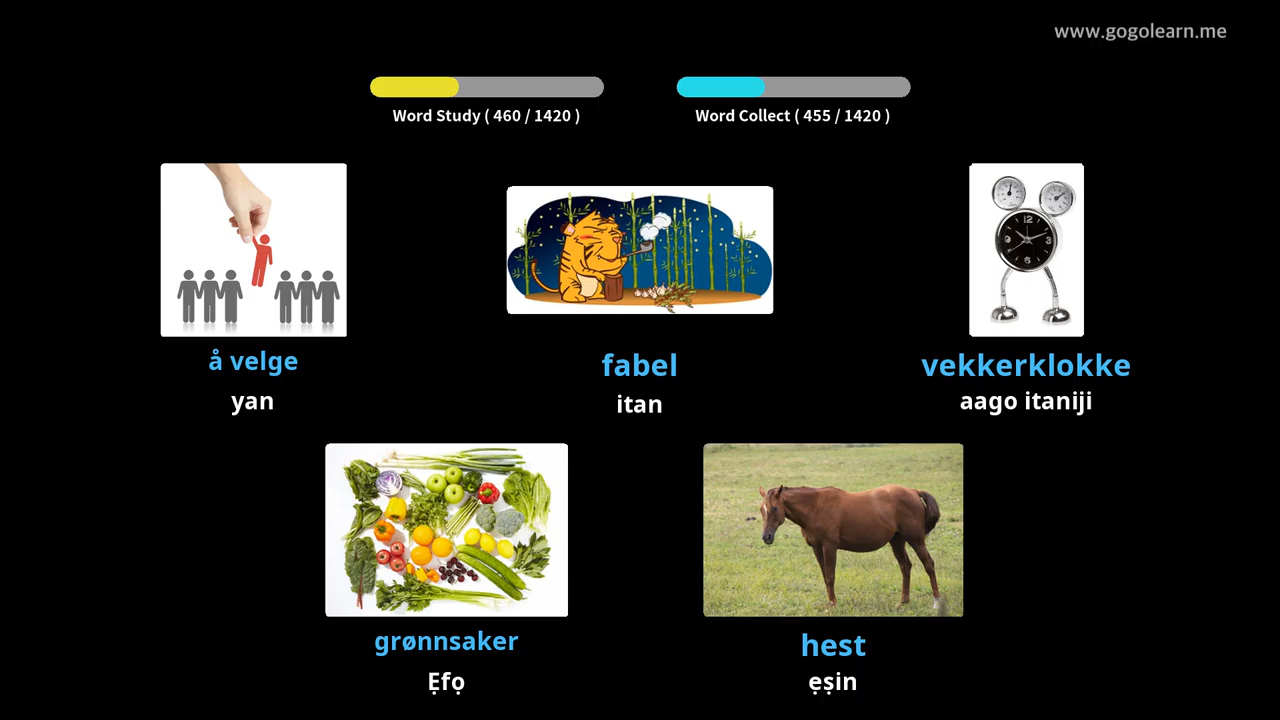 www.gogolearn.me
Word Study ( 460 / 1420 )
Word Collect ( 455 / 1420 )
å velge
yan
fabel
itan
vekkerklokke
aago itaniji
grønnsaker
Ẹfọ
hest
ẹṣin